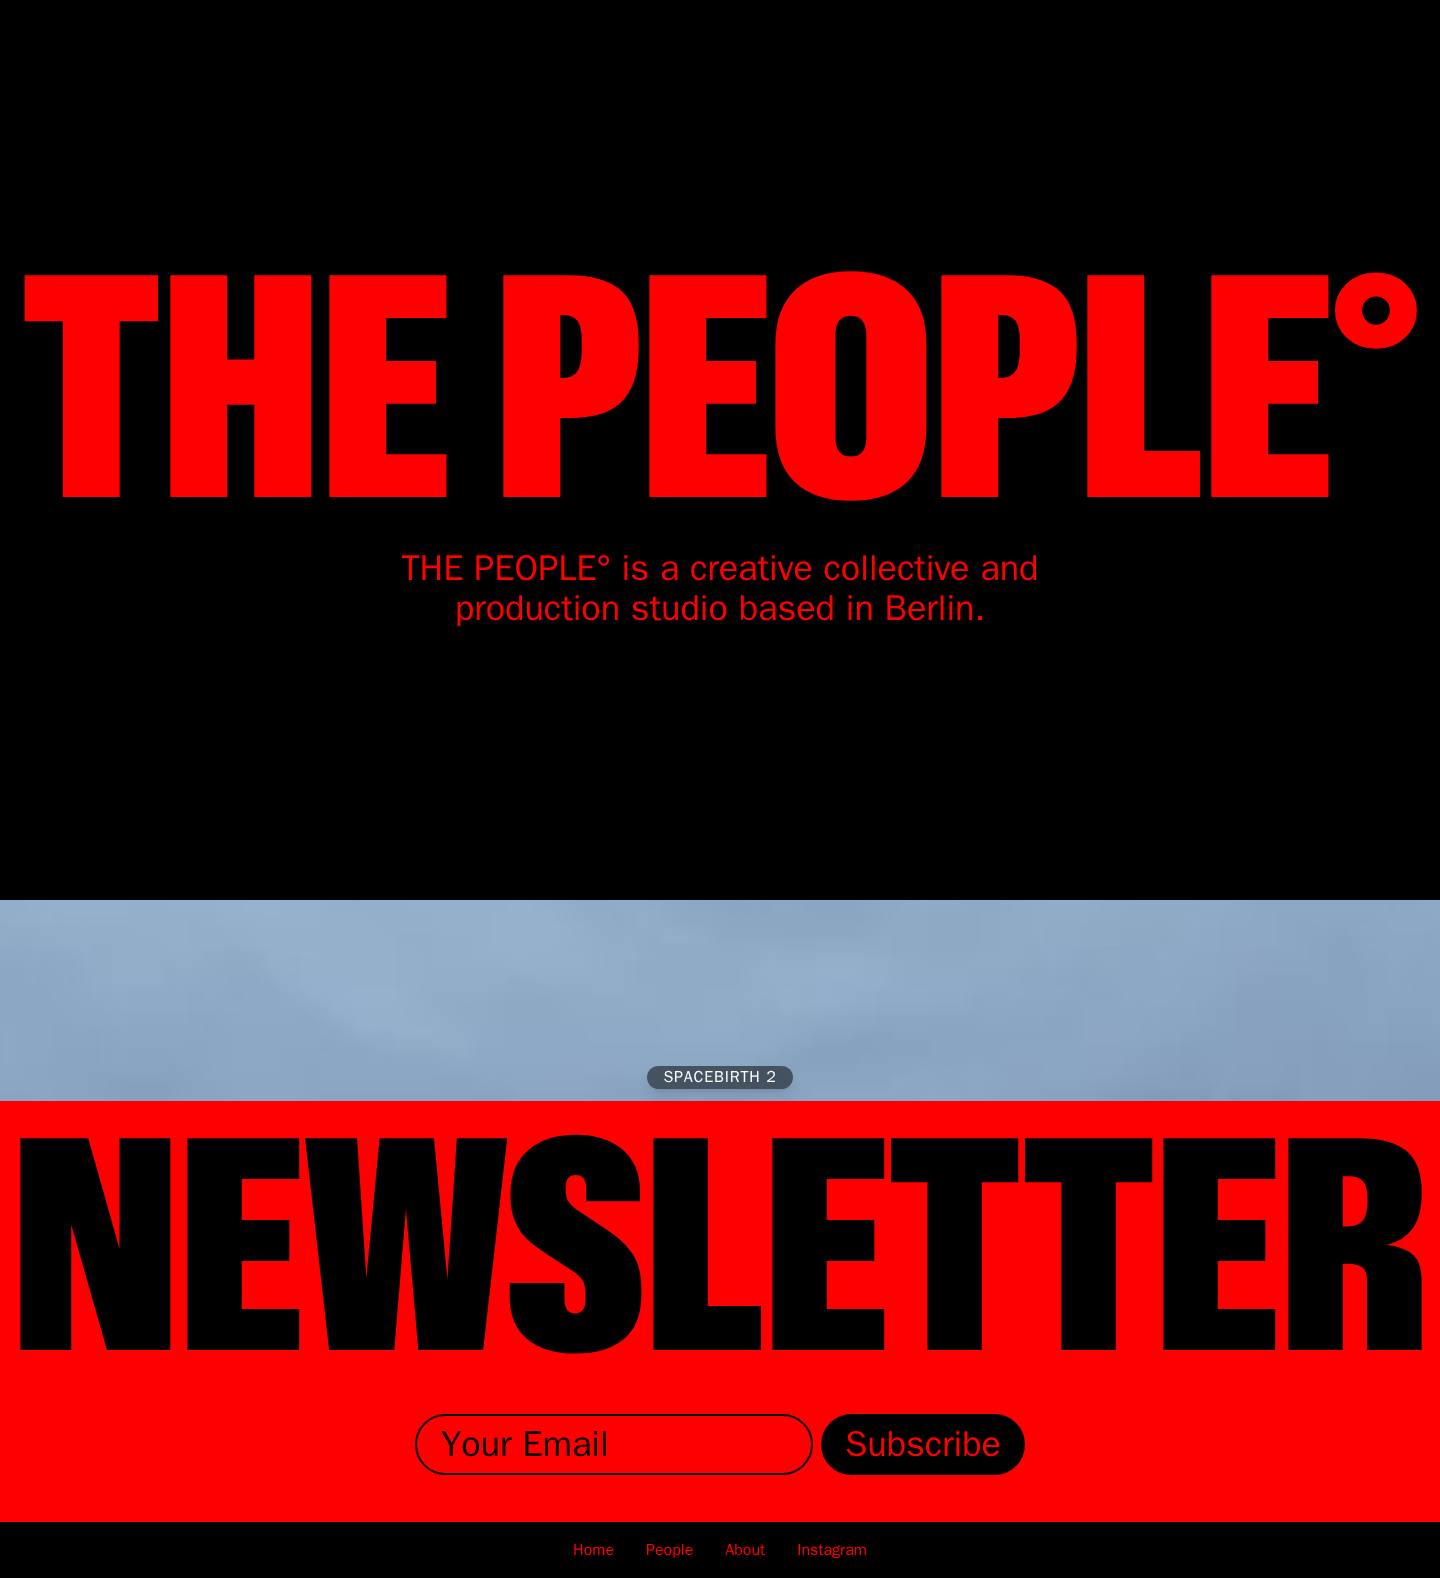 THE PEOPLE°
THE PEOPLE° is a creative collective and
production studio based in Berlin.
SPACEBIRTH 2
NEWSLETTER
Your Email
Subscribe
Home People About Instagram